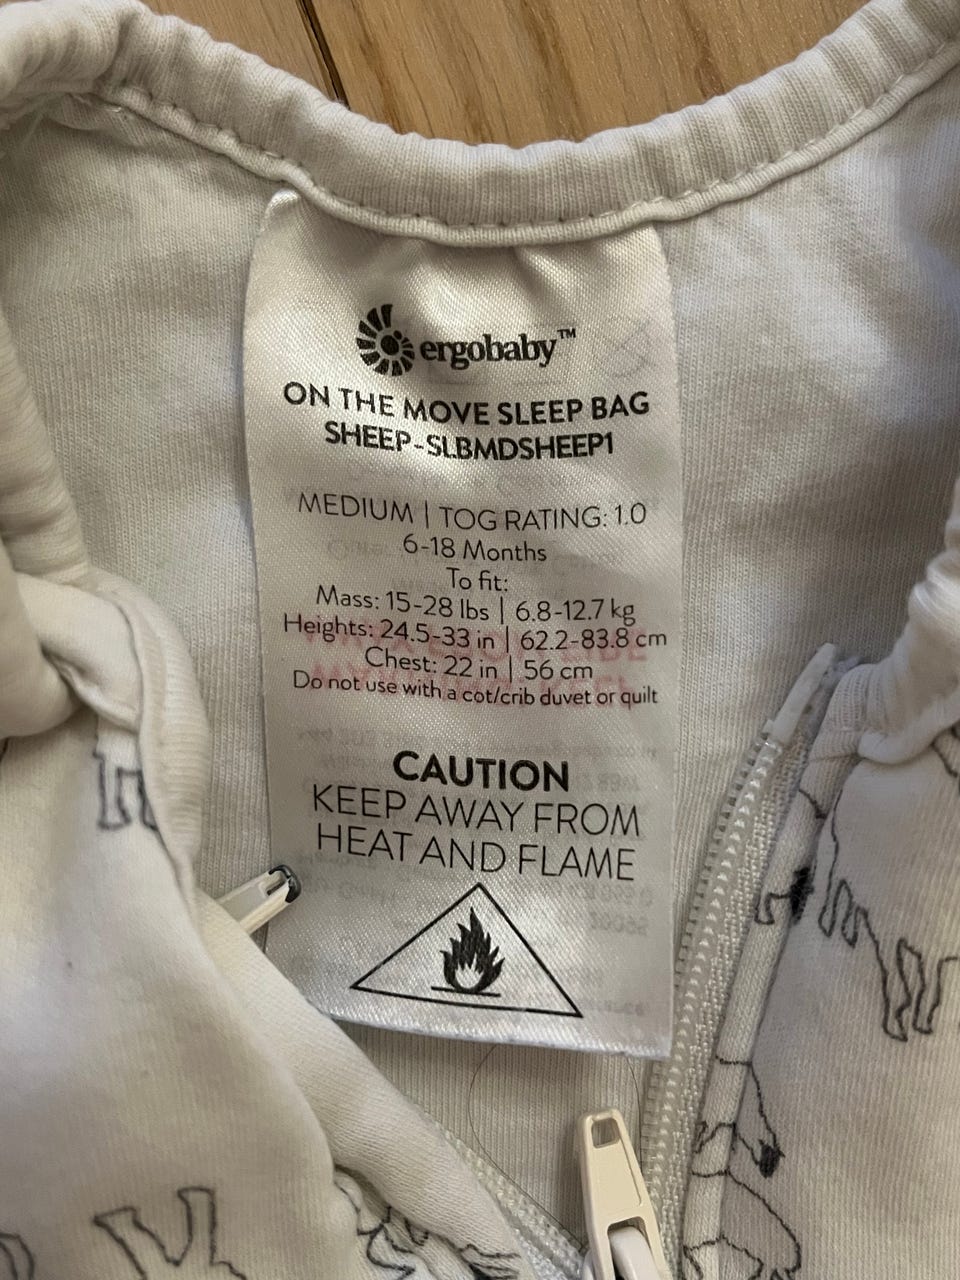 ergobaby™
ON THE MOVE SLEEP BAG
SHEEP-SLBMDSHEEP1
MEDIUM | TOG RATING: 1.0
6-18 Months
To fit:
Mass: 15-28 lbs | 6.8-12.7 kg
Heights: 24.5-33 in | 62.2-83.8 cm
Chest: 22 in | 56 cm
Do not use with a cot/crib duvet or quilt
CAUTION
KEEP AWAY FROM
HEAT AND FLAME